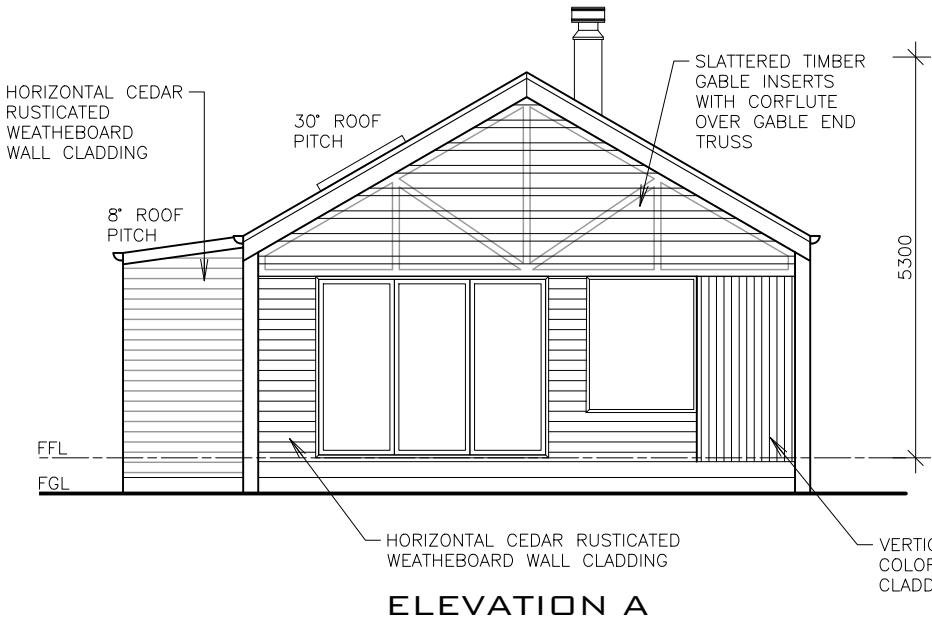 SLATTERED TIMBER
GABLE INSERTS
WITH CORFLUTE
OVER GABLE END
TRUSS
HORIZONTAL CEDAR
RUSTICATED
WEATHEBOARD
WALL CLADDING
30° ROOF
PITCH
8° ROOF
PITCH
5300
FFL
FGL
HORIZONTAL CEDAR RUSTICATED
WEATHEBOARD WALL CLADDING
ELEVATION A